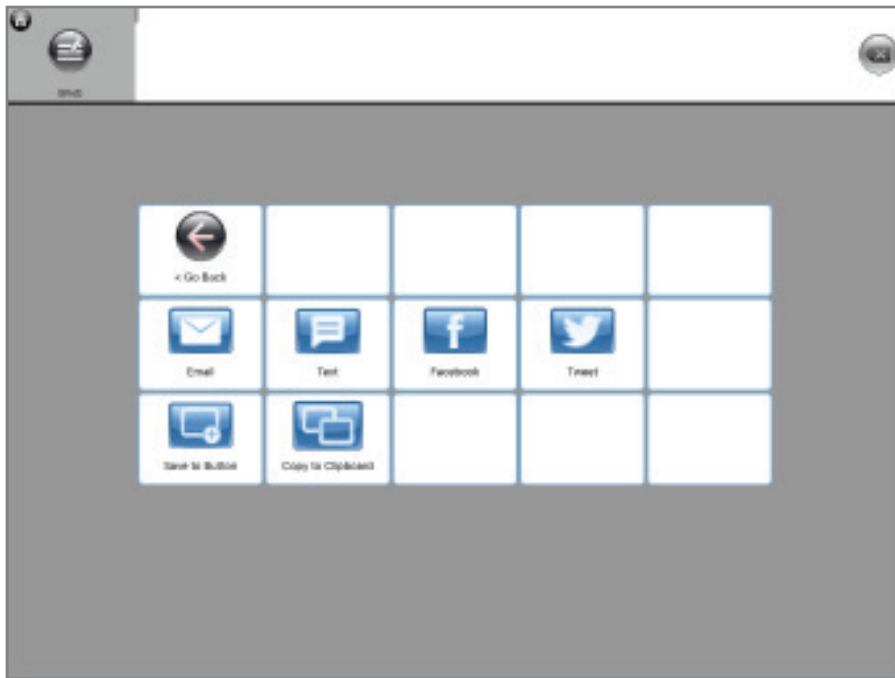 < Go Back
Email
Text
Facebook
Tweet
Save to Button
Copy to Clipboard